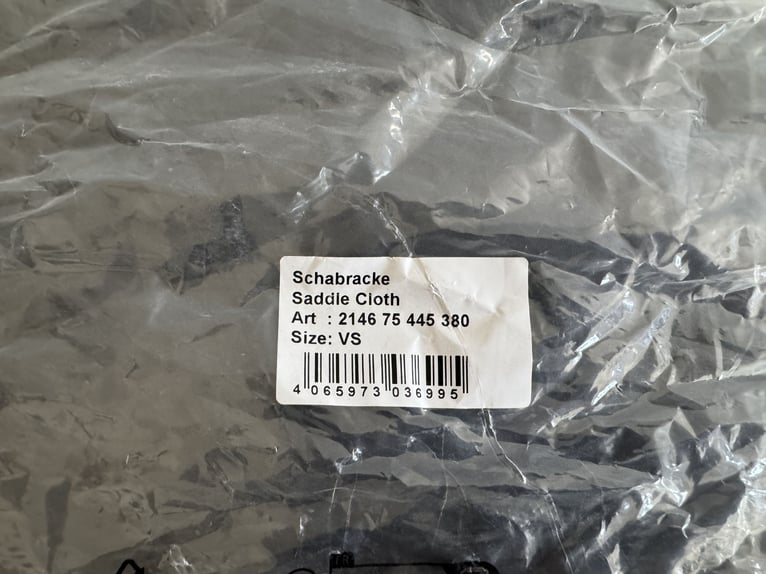 Schabracke
Saddle Cloth
Art : 2146 75 445 380
Size: VS
4 065973 036995